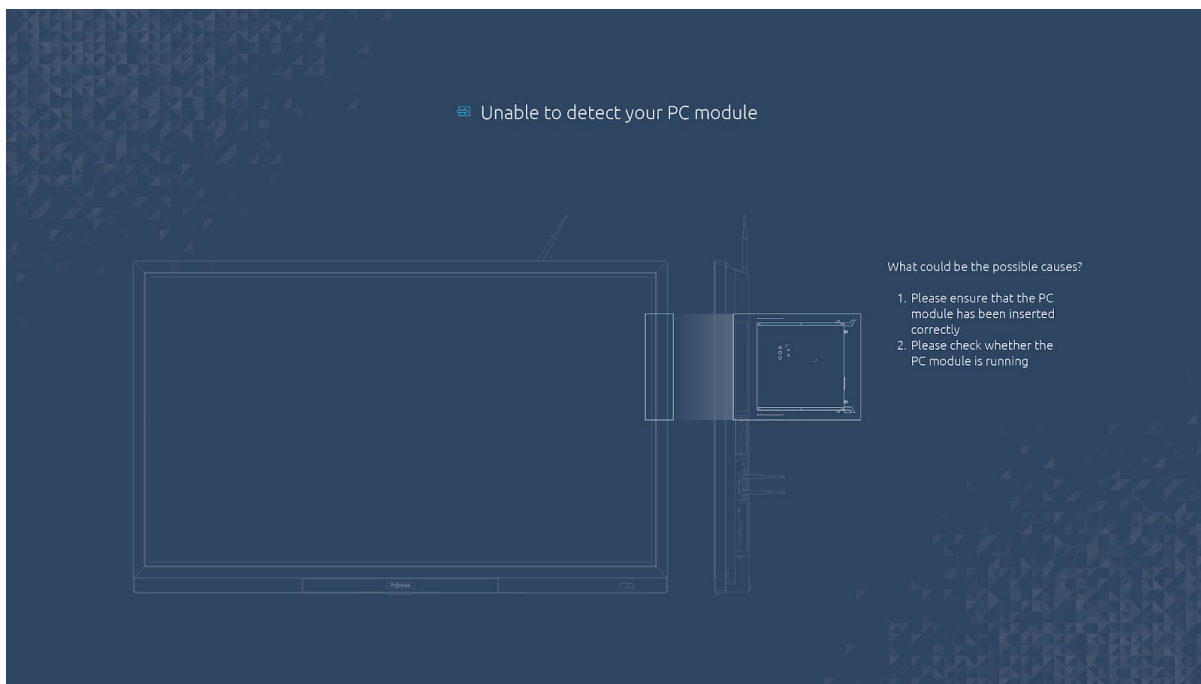 Unable to detect your PC module
What could be the possible causes?
1. Please ensure that the PC
module has been inserted
correctly
2. Please check whether the
PC module is running